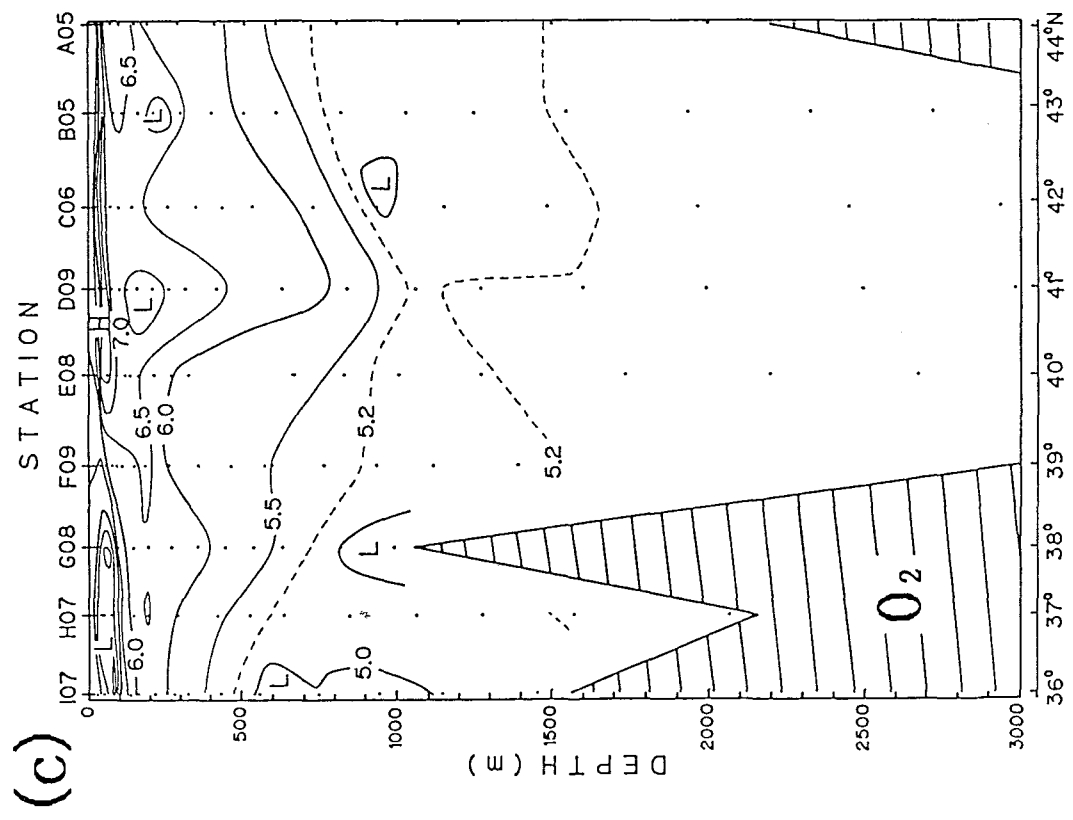 (c)
STATION
I07 H07 G08 F09 E08 D09 C06 B05 A05
0
500
1000
1500
2000
2500
3000
DEPTH (m)
H
7.0
6.5
L
L
6.5
6.0
L
6.0
5.5
5.2
L
L
L
5.0
5.2
O₂
36° 37° 38° 39° 40° 41° 42° 43° 44°N